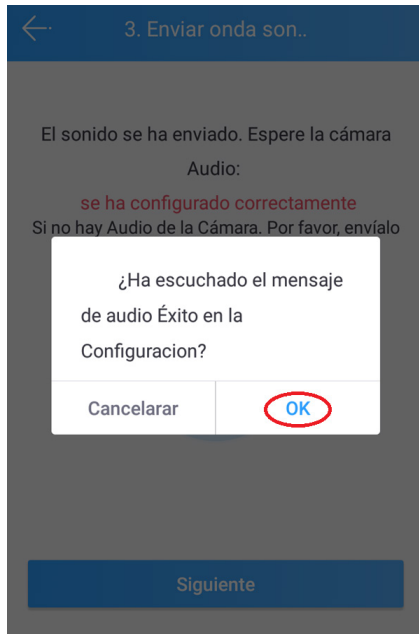 3. Enviar onda son..
El sonido se ha enviado. Espere la cámara
Audio:
se ha configurado correctamente
Si no hay Audio de la Cámara. Por favor, envíalo
¿Ha escuchado el mensaje
de audio Éxito en la
Configuracion?
Cancelarar
OK
Siguiente